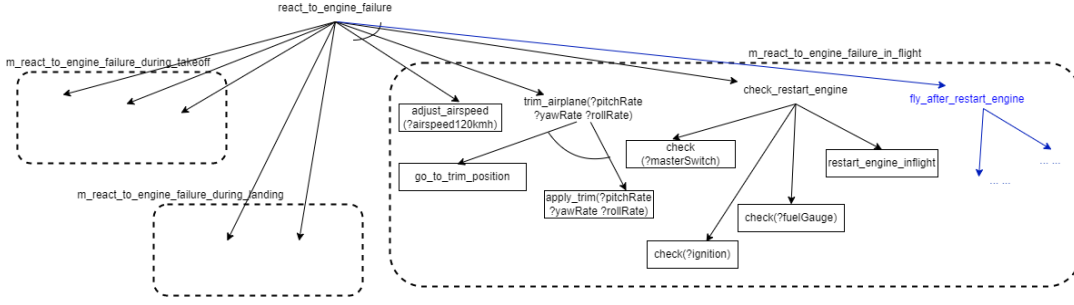 react_to_engine_failure
m_react_to_engine_failure_during_takeoff
m_react_to_engine_failure_in_flight
adjust_airspeed
(?airspeed120kmh)
trim_airplane(?pitchRate
?yawRate ?rollRate)
check_restart_engine
fly_after_restart_engine
check
(?masterSwitch)
restart_engine_inflight
... ...
go_to_trim_position
... ...
m_react_to_engine_failure_during_landing
apply_trim(?pitchRate
?yawRate ?rollRate)
check(?fuelGauge)
check(?ignition)